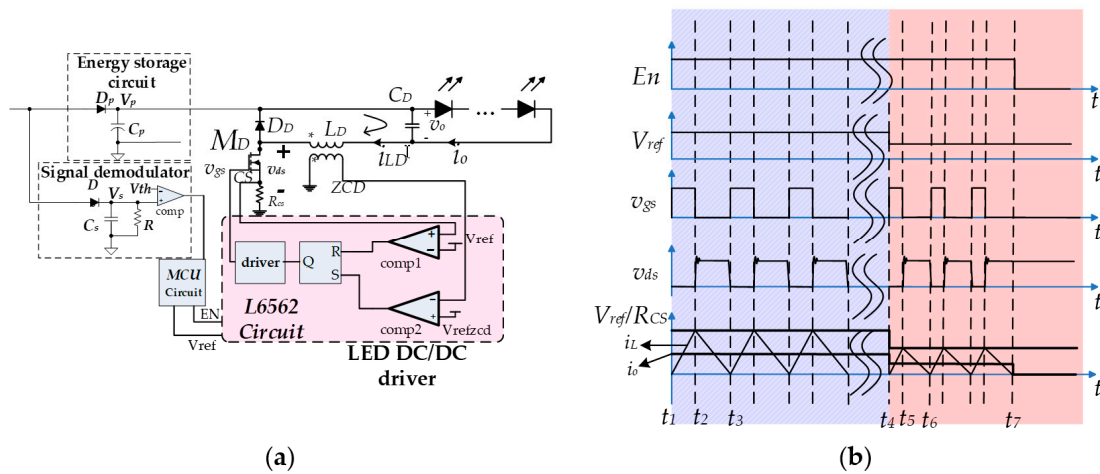 Energy storage
circuit
Dp Vp
Cp
Signal demodulator
D Vs Vth
comp
Cs R
MCU
Circuit
EN
Vref
MD DD
LD
CD
+
vo
-
iLD io
vgs CS vds
+
-
Rcs
ZCD
* *
...
driver Q R
S
+
-
Vref
comp1
-
+
comp2 Vrefzcd
L6562
Circuit
LED DC/DC
driver
(a)
En
t
Vref
t
vgs
t
vds
t
Vref/RCS
iL
io
t
t1 t2 t3 t4 t5 t6 t7
(b)